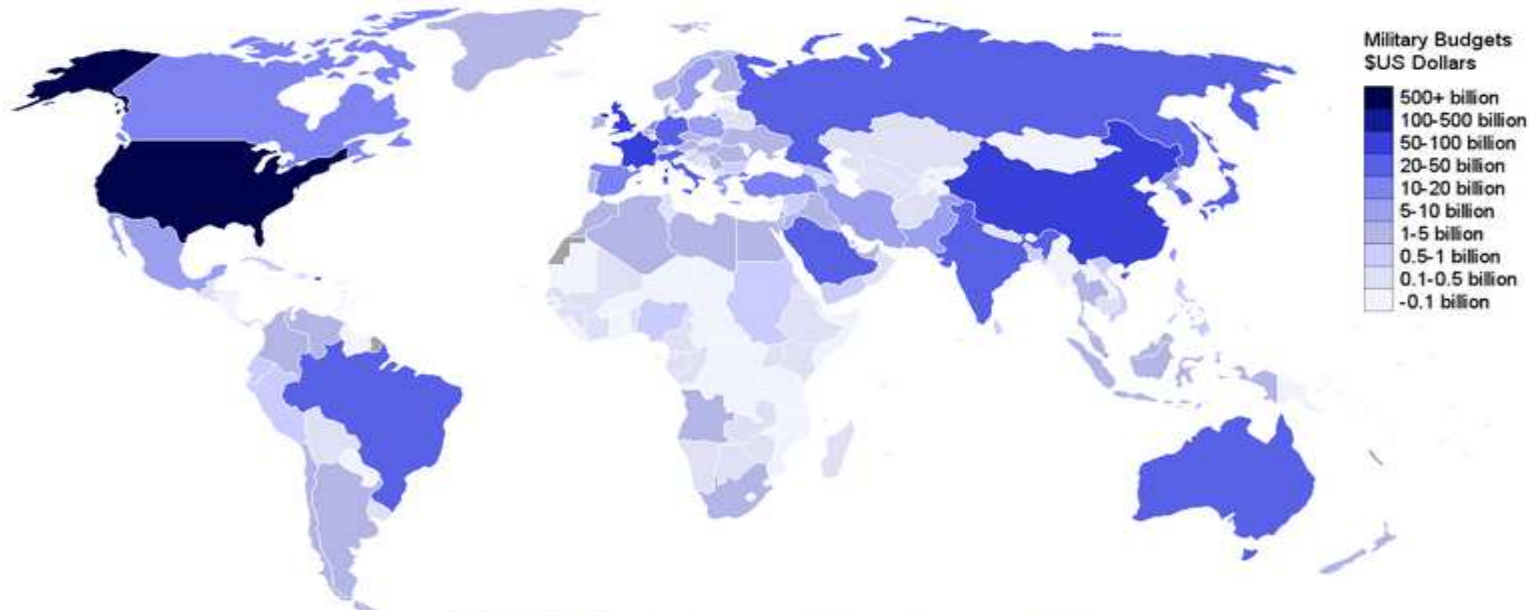 Military Budgets
$US Dollars
500+ billion
100-500 billion
50-100 billion
20-50 billion
10-20 billion
5-10 billion
1-5 billion
0.5-1 billion
0.1-0.5 billion
-0.1 billion